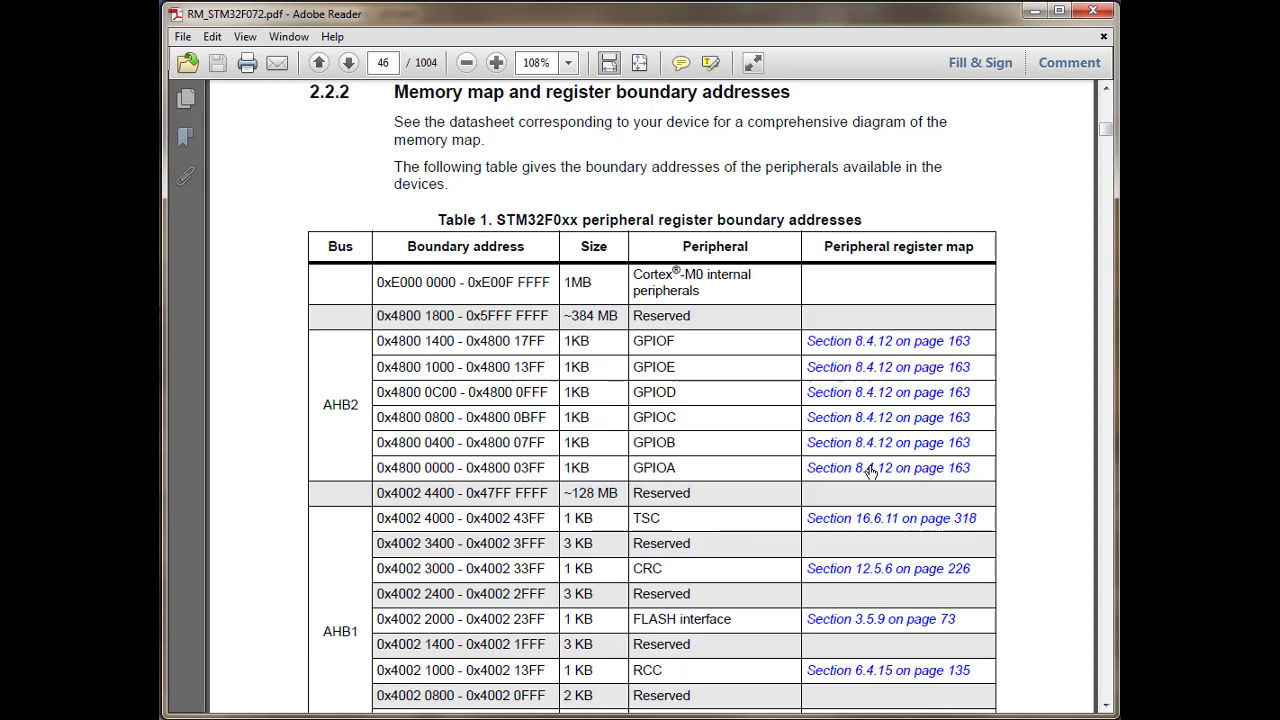 RM_STM32F072.pdf - Adobe Reader
File Edit View Window Help
46 / 1004 108% Fill & Sign Comment
2.2.2 Memory map and register boundary addresses
See the datasheet corresponding to your device for a comprehensive diagram of the
memory map.
The following table gives the boundary addresses of the peripherals available in the
devices.
Table 1. STM32F0xx peripheral register boundary addresses
Bus Boundary address Size Peripheral Peripheral register map
0xE000 0000 - 0xE00F FFFF 1MB Cortex®-M0 internal
peripherals
0x4800 1800 - 0x5FFF FFFF ~384 MB Reserved
AHB2
0x4800 1400 - 0x4800 17FF 1KB GPIOF Section 8.4.12 on page 163
0x4800 1000 - 0x4800 13FF 1KB GPIOE Section 8.4.12 on page 163
0x4800 0C00 - 0x4800 0FFF 1KB GPIOD Section 8.4.12 on page 163
0x4800 0800 - 0x4800 0BFF 1KB GPIOC Section 8.4.12 on page 163
0x4800 0400 - 0x4800 07FF 1KB GPIOB Section 8.4.12 on page 163
0x4800 0000 - 0x4800 03FF 1KB GPIOA Section 8.4.12 on page 163
0x4002 4400 - 0x47FF FFFF ~128 MB Reserved
AHB1
0x4002 4000 - 0x4002 43FF 1 KB TSC Section 16.6.11 on page 318
0x4002 3400 - 0x4002 3FFF 3 KB Reserved
0x4002 3000 - 0x4002 33FF 1 KB CRC Section 12.5.6 on page 226
0x4002 2400 - 0x4002 2FFF 3 KB Reserved
0x4002 2000 - 0x4002 23FF 1 KB FLASH interface Section 3.5.9 on page 73
0x4002 1400 - 0x4002 1FFF 3 KB Reserved
0x4002 1000 - 0x4002 13FF 1 KB RCC Section 6.4.15 on page 135
0x4002 0800 - 0x4002 0FFF 2 KB Reserved